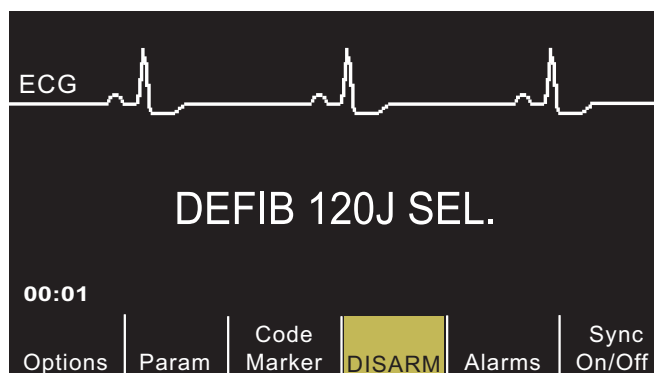 ECG
DEFIB 120J SEL.
00:01
Options Param Code Marker DISARM Alarms Sync On/Off